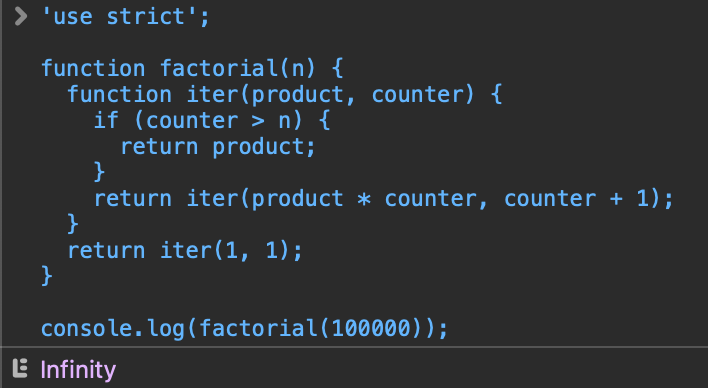 'use strict';
function factorial(n) {
function iter(product, counter) {
if (counter > n) {
return product;
}
return iter(product * counter, counter + 1);
}
return iter(1, 1);
}
console.log(factorial(100000));
Infinity